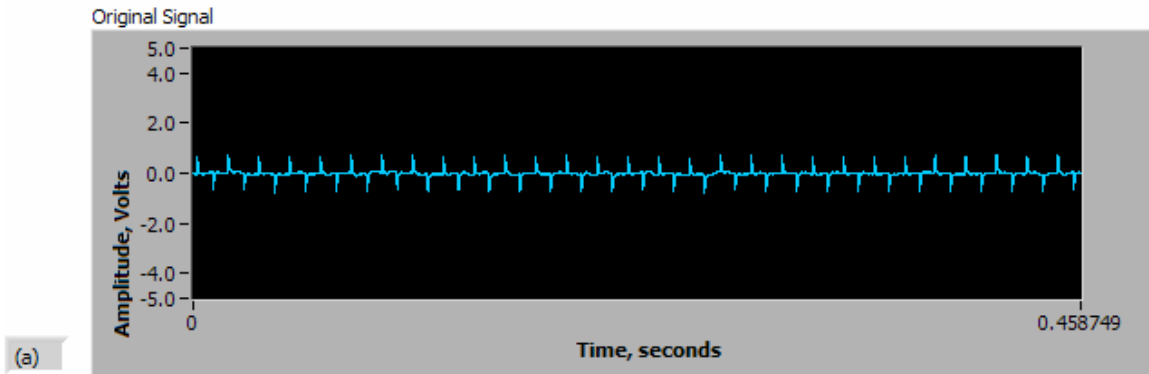 Original Signal
5.0
4.0
2.0
0.0
-2.0
-4.0
-5.0
Amplitude, Volts
0
0.458749
Time, seconds
(a)